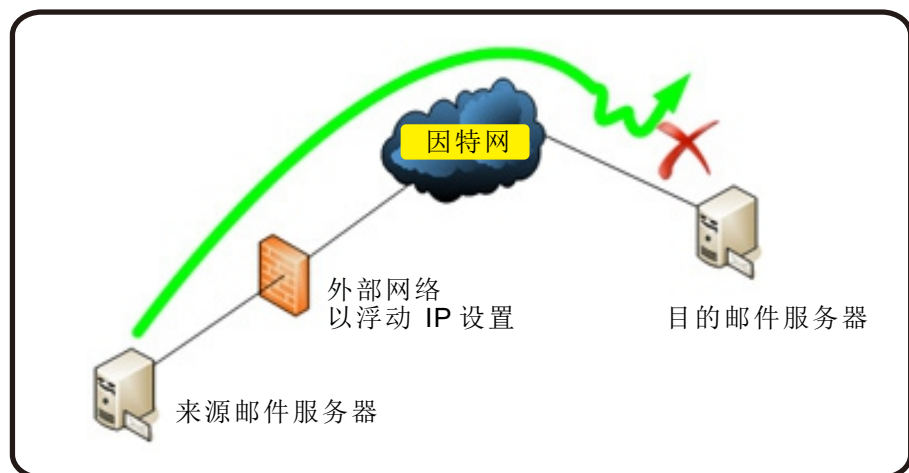 因特网
外部网络
以浮动 IP 设置
目的邮件服务器
来源邮件服务器